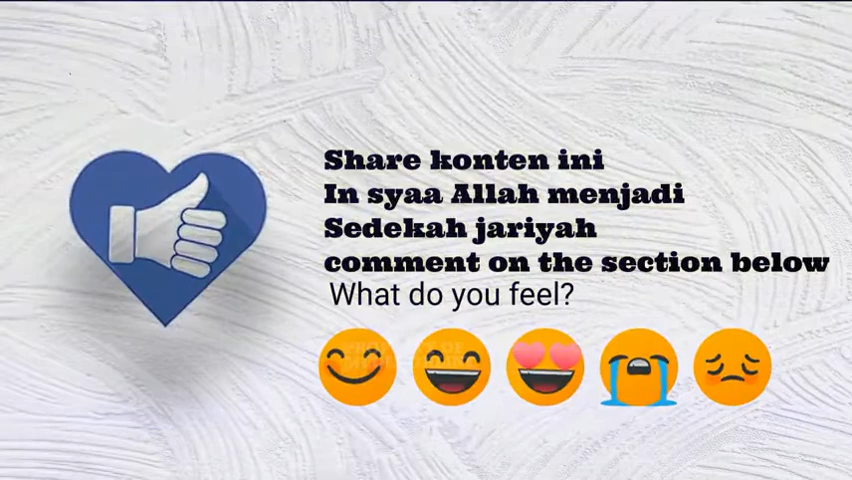 Share konten ini
In syaa Allah menjadi
Sedekah jariyah
comment on the section below
What do you feel?